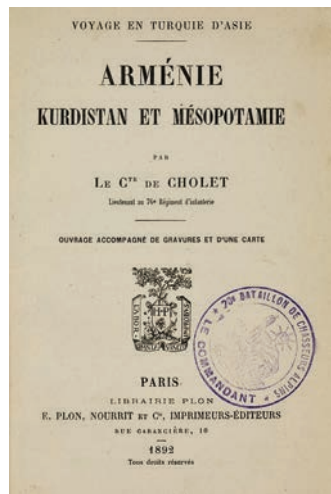 VOYAGE EN TURQUIE D'ASIE
ARMÉNIE
KURDISTAN ET MÉSOPOTAMIE
PAR
LE CTE DE CHOLET
Lieutenant au 76e Régiment d'infanterie
OUVRAGE ACCOMPAGNÉ DE GRAVURES ET D'UNE CARTE
LABOR
H·P
IMPROBVS
BATAILLON DE CHASSEURS ALPINS
LE COMMANDANT
PARIS
LIBRAIRIE PLON
E. PLON, NOURRIT ET Cie, IMPRIMEURS-ÉDITEURS
RUE GARANCIÈRE, 10
1892
Tous droits réservés